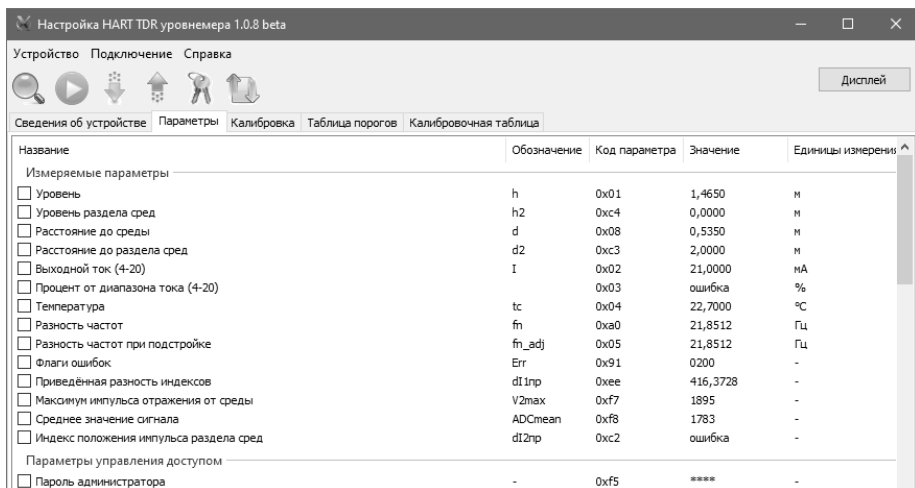 Настройка HART TDR уровнемера 1.0.8 beta
Устройство Подключение Справка
Дисплей
Сведения об устройстве Параметры Калибровка Таблица порогов Калибровочная таблица
Название Обозначение Код параметра Значение Единицы измерения
Измеряемые параметры
Уровень h 0x01 1,4650 м
Уровень раздела сред h2 0xc4 0,0000 м
Расстояние до среды d 0x08 0,5350 м
Расстояние до раздела сред d2 0xc3 2,0000 м
Выходной ток (4-20) I 0x02 21,0000 мА
Процент от диапазона тока (4-20) 0x03 ошибка %
Температура tc 0x04 22,7000 °C
Разность частот fn 0xa0 21,8512 Гц
Разность частот при подстройке fn_adj 0x05 21,8512 Гц
Флаги ошибок Err 0x91 0200 -
Приведённая разность индексов dI1пр 0xee 416,3728 -
Максимум импульса отражения от среды V2max 0xf7 1895 -
Среднее значение сигнала ADCmean 0xf8 1783 -
Индекс положения импульса раздела сред dI2пр 0xc2 ошибка -
Параметры управления доступом
Пароль администратора - 0xf5 **** -